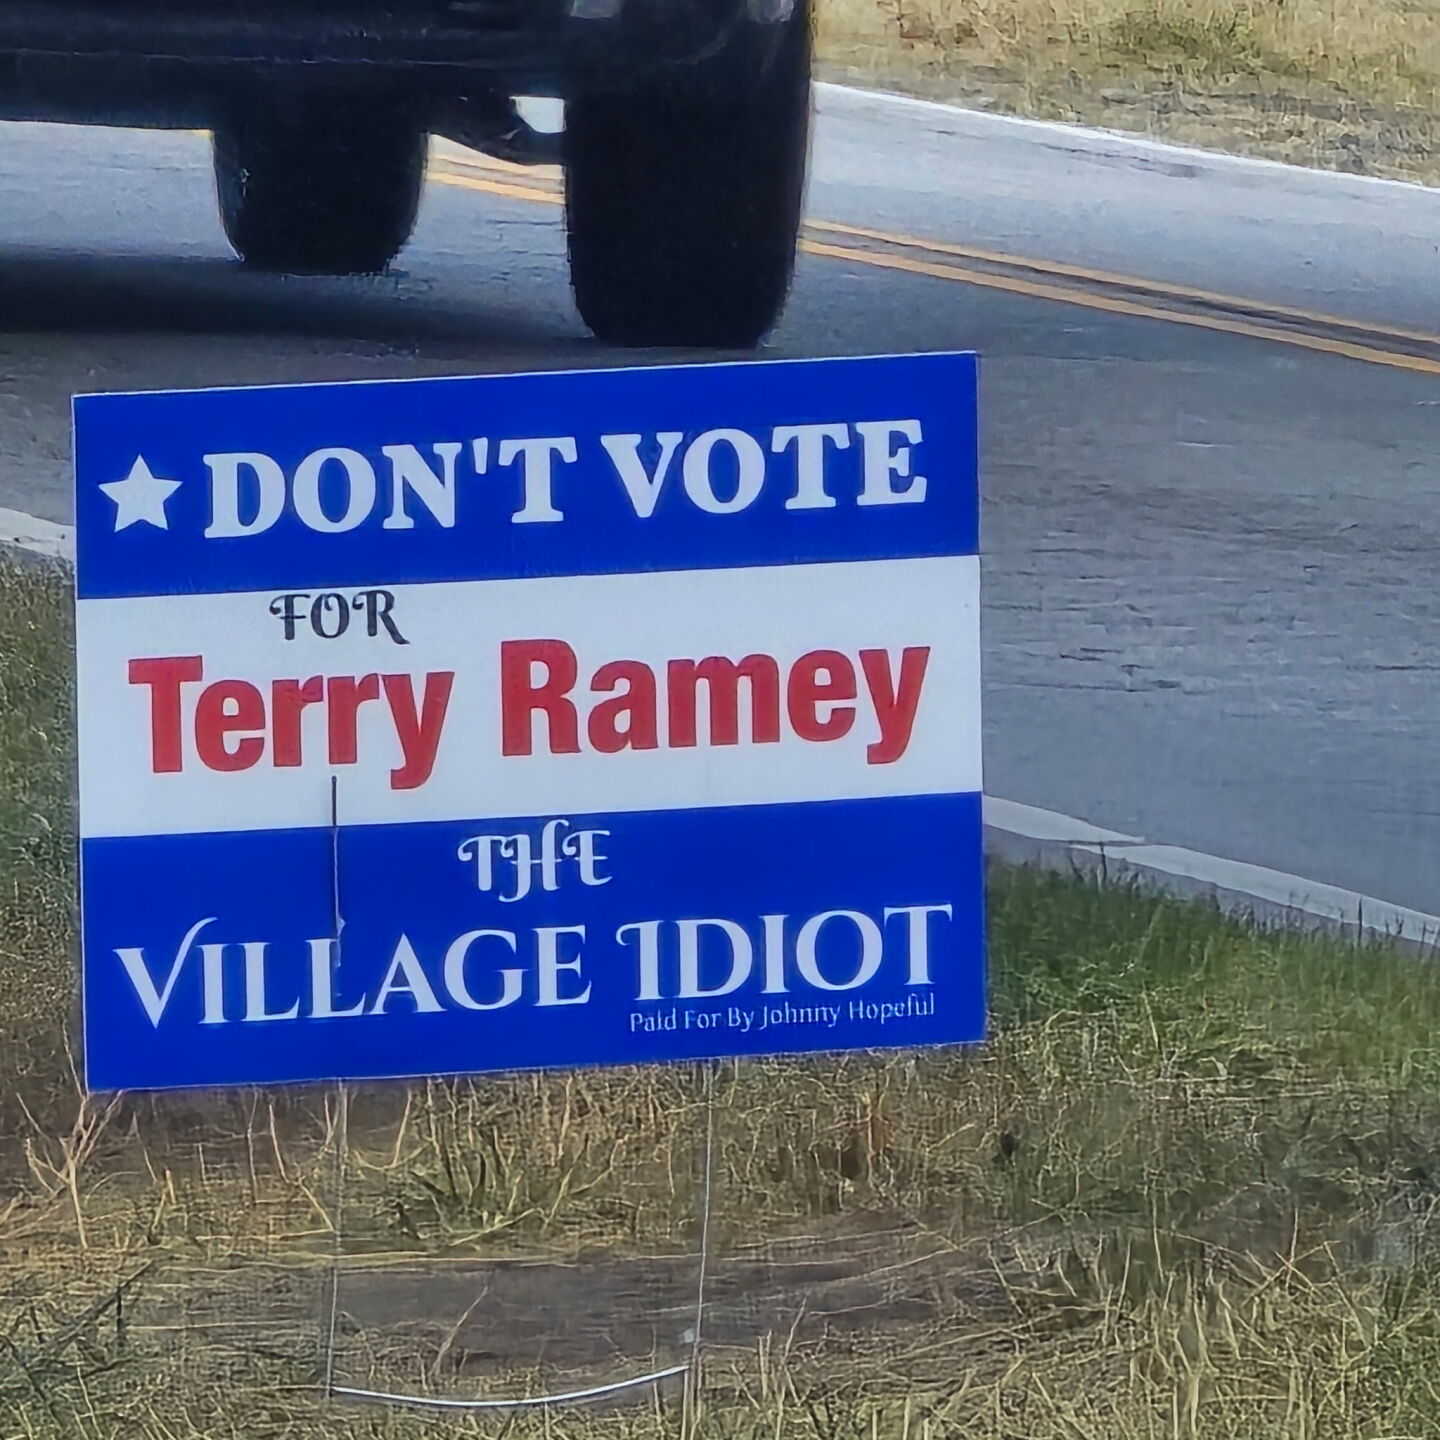 DON'T VOTE
FOR
Terry Ramey
THE
VILLAGE IDIOT
Paid For By Johnny Hopeful